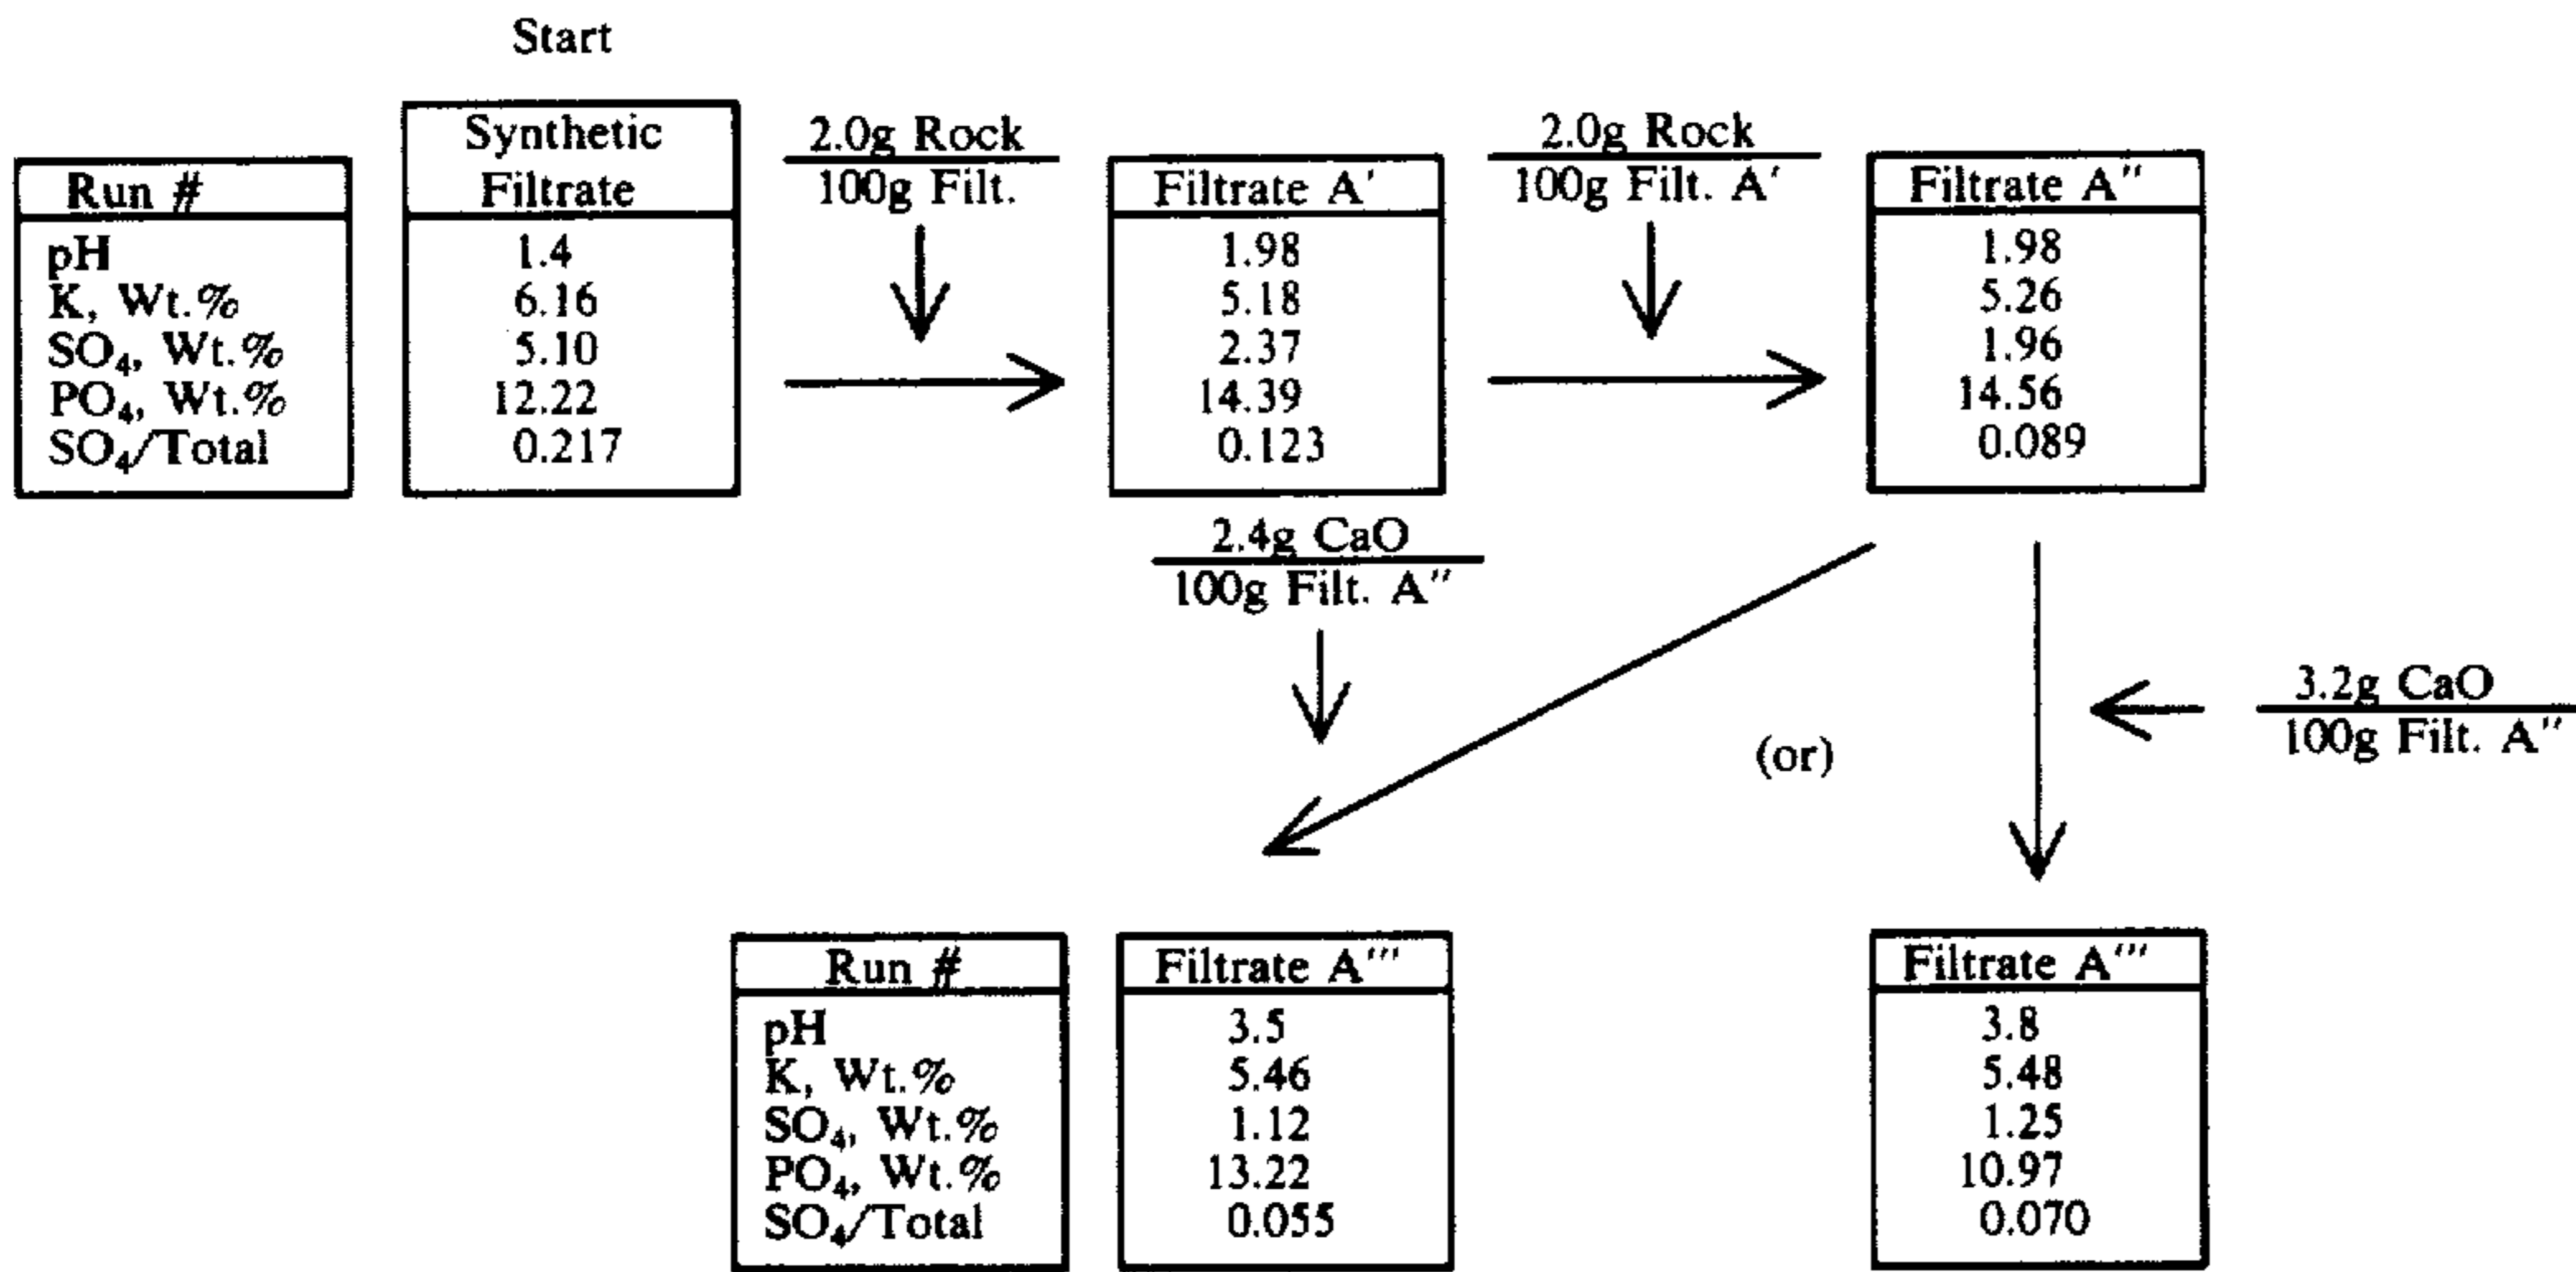 Start
Synthetic
Filtrate
2.0g Rock
100g Filt.
2.0g Rock
100g Filt. A′
Run #
Filtrate A′
Filtrate A″
pH 1.4 1.98 1.98
K, Wt.% 6.16 5.18 5.26
SO₄, Wt.% 5.10 2.37 1.96
PO₄, Wt.% 12.22 14.39 14.56
SO₄/Total 0.217 0.123 0.089
2.4g CaO
100g Filt. A″
3.2g CaO
100g Filt. A″
(or)
Run # Filtrate A‴ Filtrate A‴
pH 3.5 3.8
K, Wt.% 5.46 5.48
SO₄, Wt.% 1.12 1.25
PO₄, Wt.% 13.22 10.97
SO₄/Total 0.055 0.070